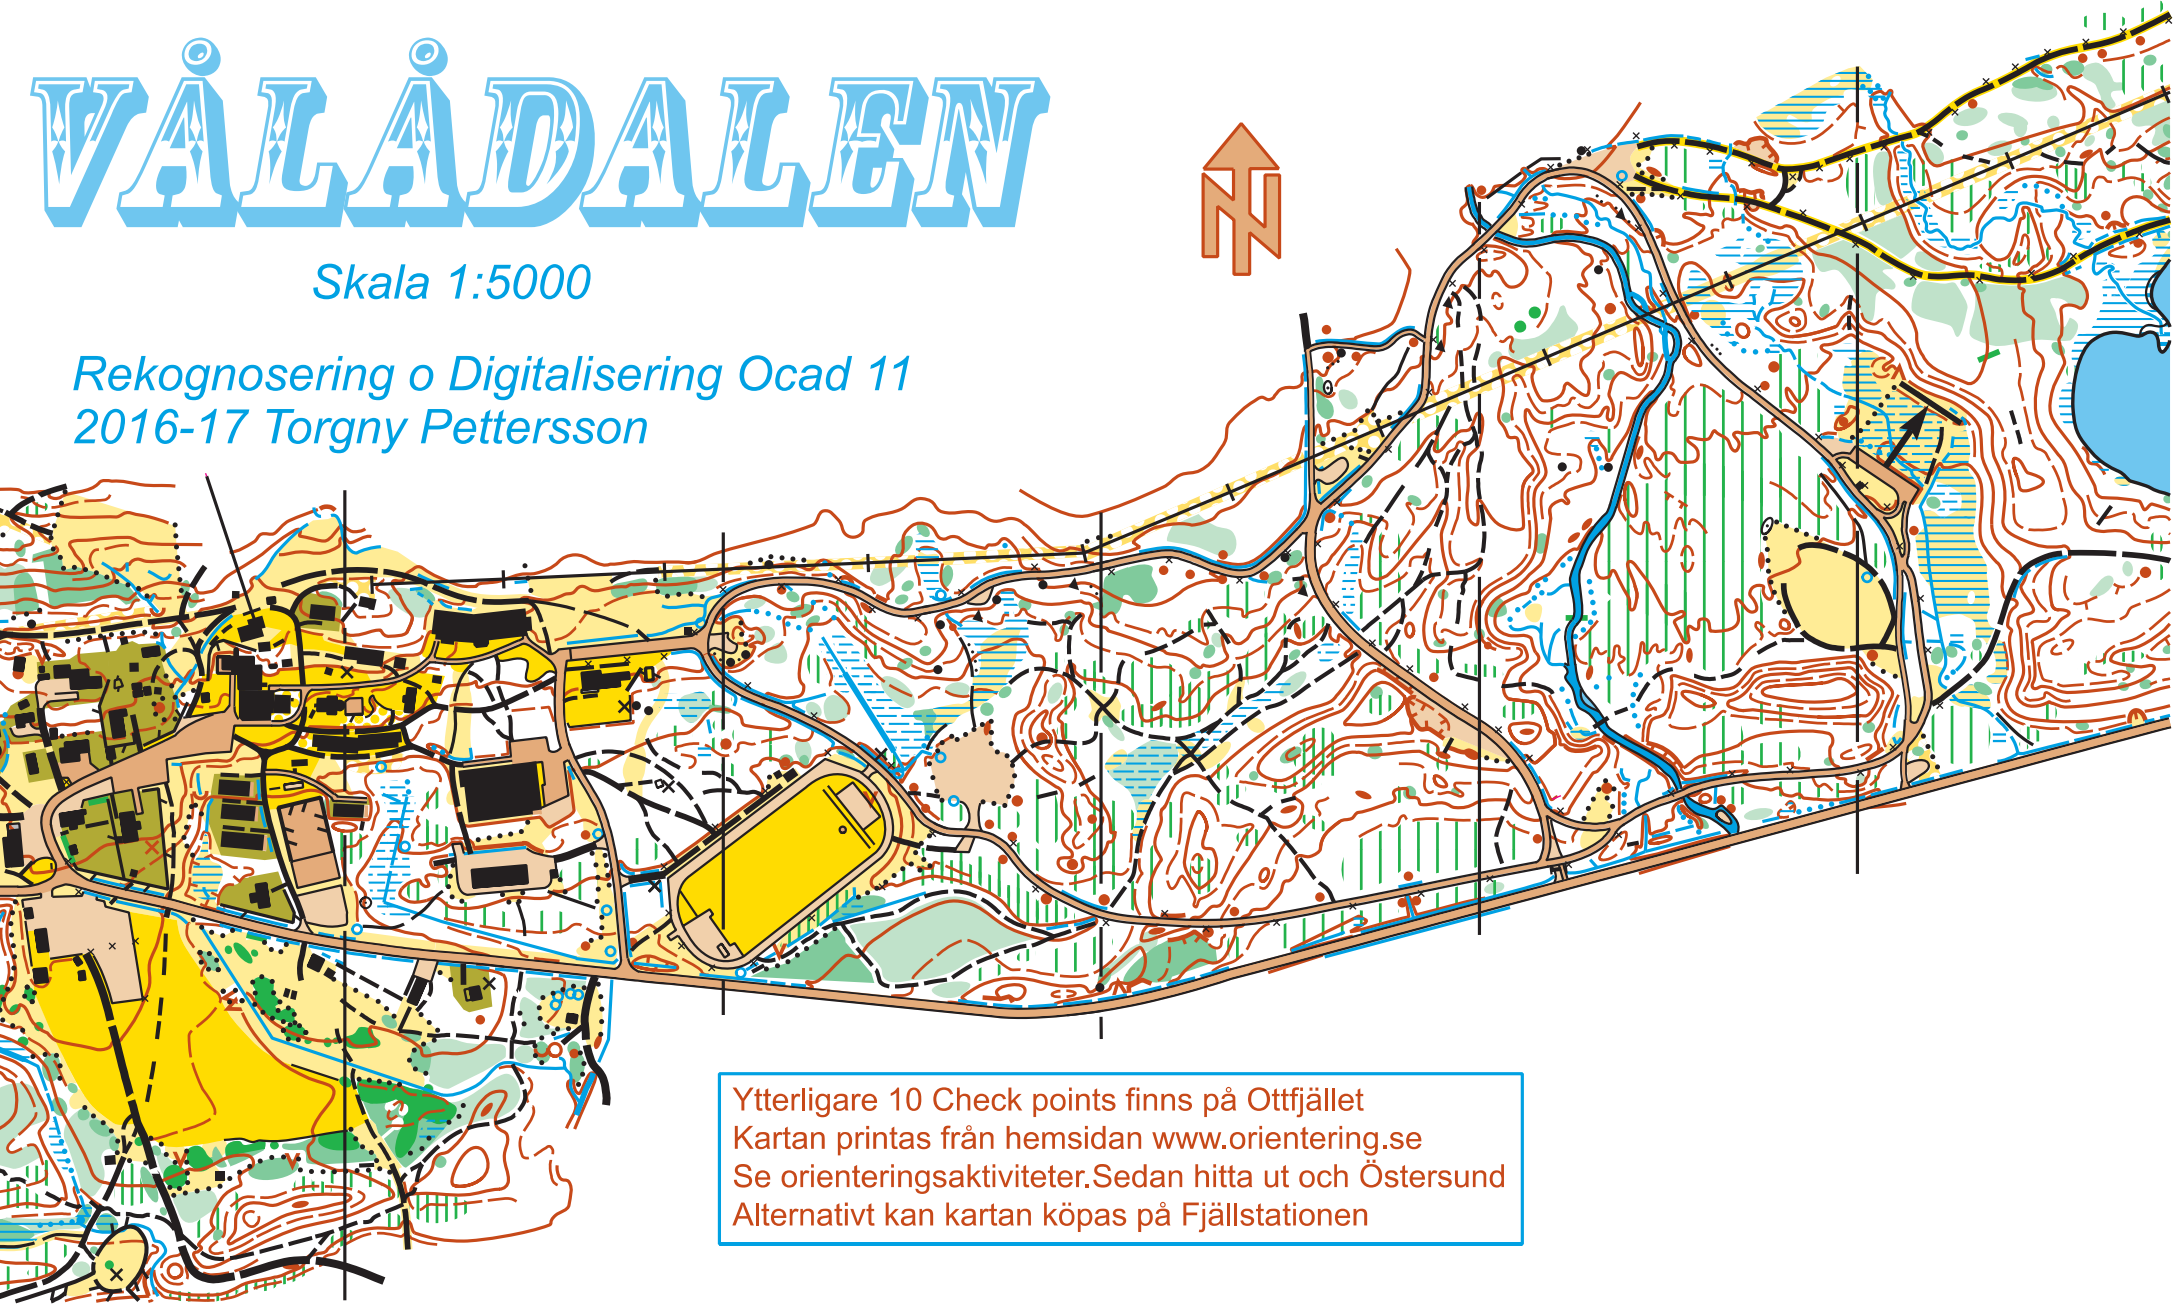 VÅLÅDALEN
Skala 1:5000
Rekognosering o Digitalisering Ocad 11
2016-17 Torgny Pettersson
N
Ytterligare 10 Check points finns på Ottfjället
Kartan printas från hemsidan www.orientering.se
Se orienteringsaktiviteter.Sedan hitta ut och Östersund
Alternativt kan kartan köpas på Fjällstationen